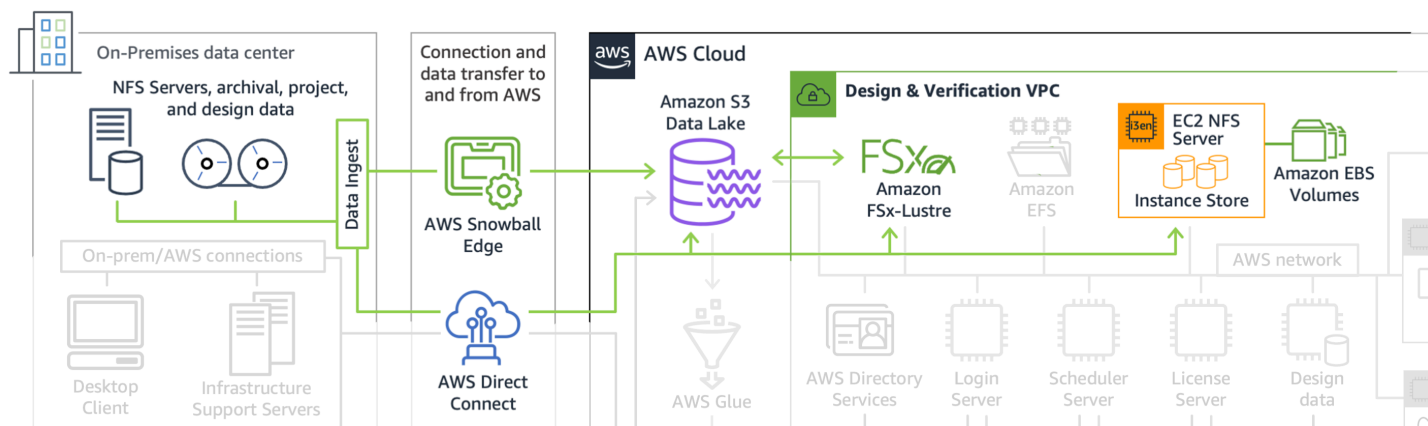 On-Premises data center
NFS Servers, archival, project,
and design data
Data Ingest
On-prem/AWS connections
Desktop
Client
Infrastructure
Support Servers
Connection and
data transfer to
and from AWS
AWS Snowball
Edge
AWS Direct
Connect
aws
AWS Cloud
Amazon S3
Data Lake
AWS Glue
Design & Verification VPC
FSx
Amazon
FSx-Lustre
Amazon
EFS
i3en
EC2 NFS
Server
Instance Store
Amazon EBS
Volumes
AWS network
AWS Directory
Services
Login
Server
Scheduler
Server
License
Server
Design
data